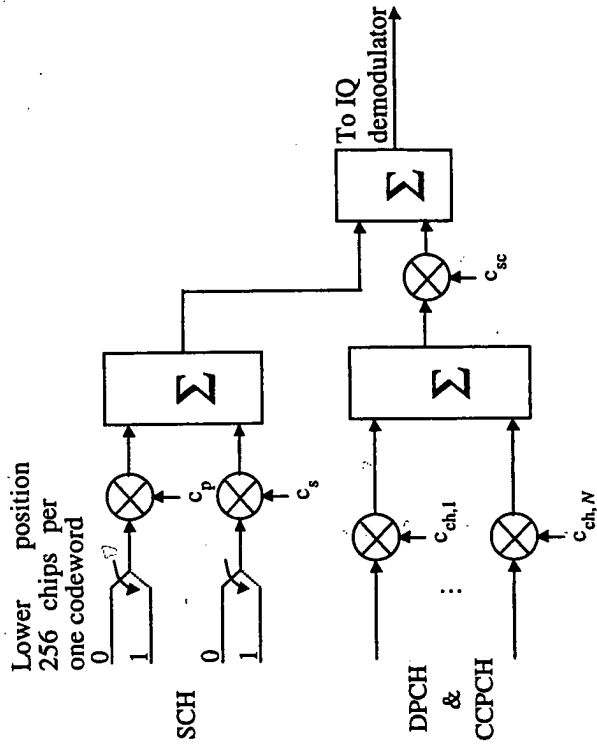 Lower position
256 chips per
one codeword
0
1
c_p
SCH
0
1
c_s
Σ
To IQ
demodulator
Σ
c_sc
DPCH
&
CCPCH
c_ch,1
...
c_ch,N
Σ